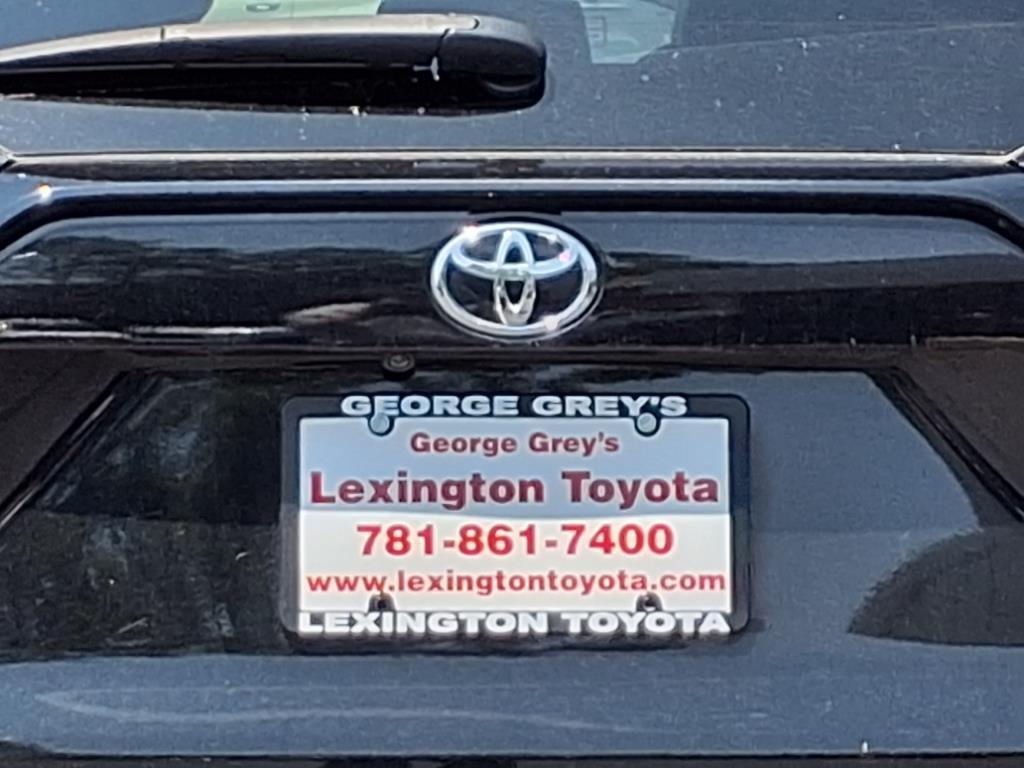 GEORGE GREY'S
George Grey's
Lexington Toyota
781-861-7400
www.lexingtontoyota.com
LEXINGTON TOYOTA